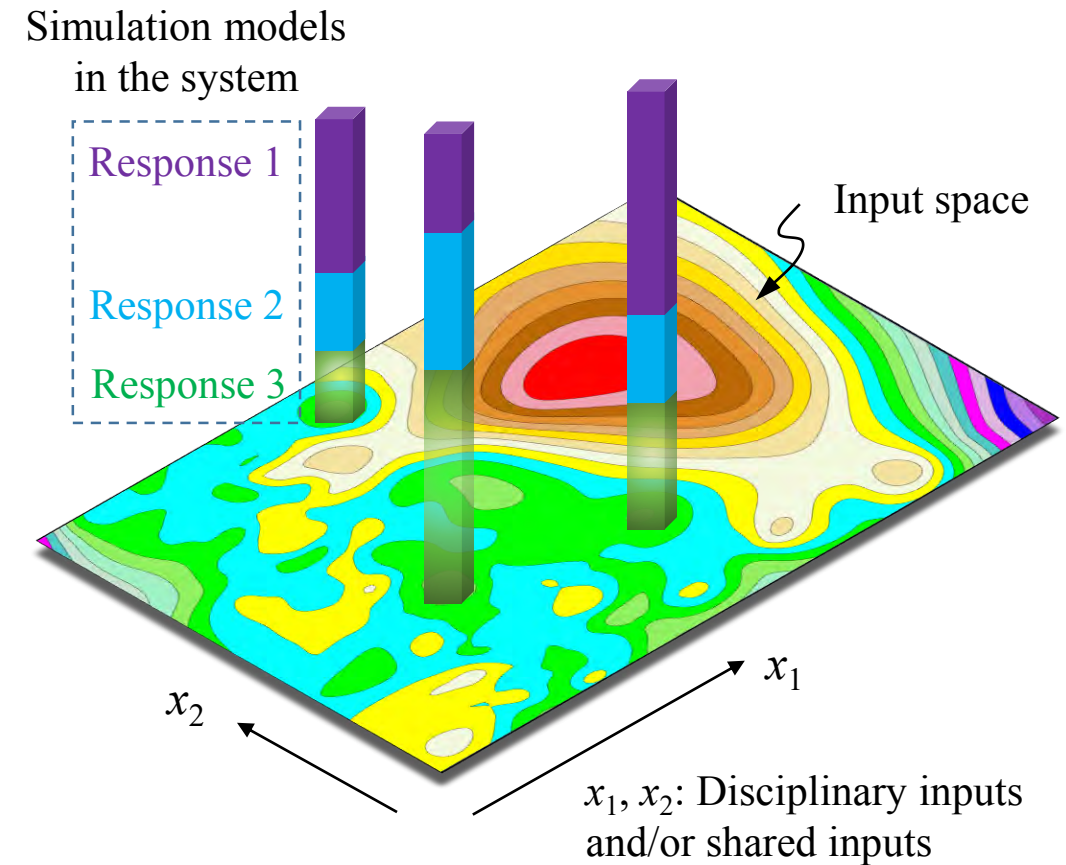 Simulation models
in the system
Response 1
Response 2
Response 3
Input space
x₁
x₂
x₁, x₂: Disciplinary inputs
and/or shared inputs